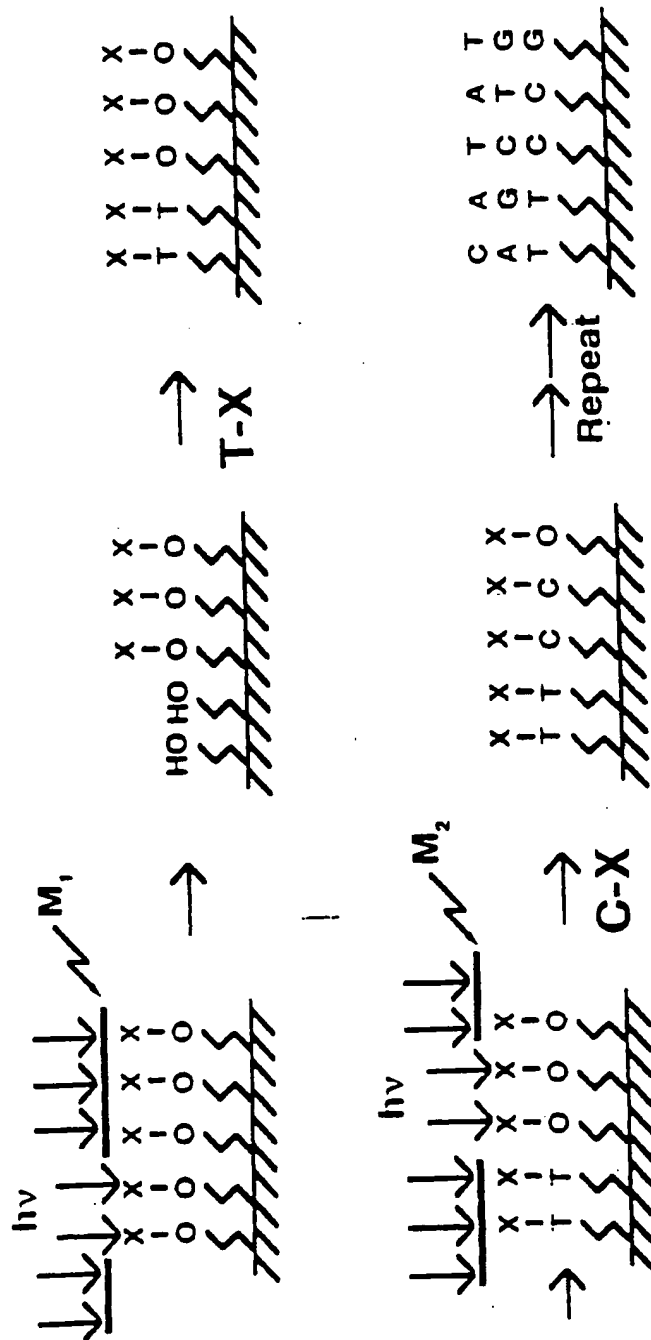 hν
M₁
X X X X X
O O O O O
X X X
HO HO O O O
T-X
X X X X X
T T O O O
hν
M₂
X X X X X
T T O O O
C-X
X X X X X
T T C C O
Repeat
C A T A T
A G C T G
T T C C G